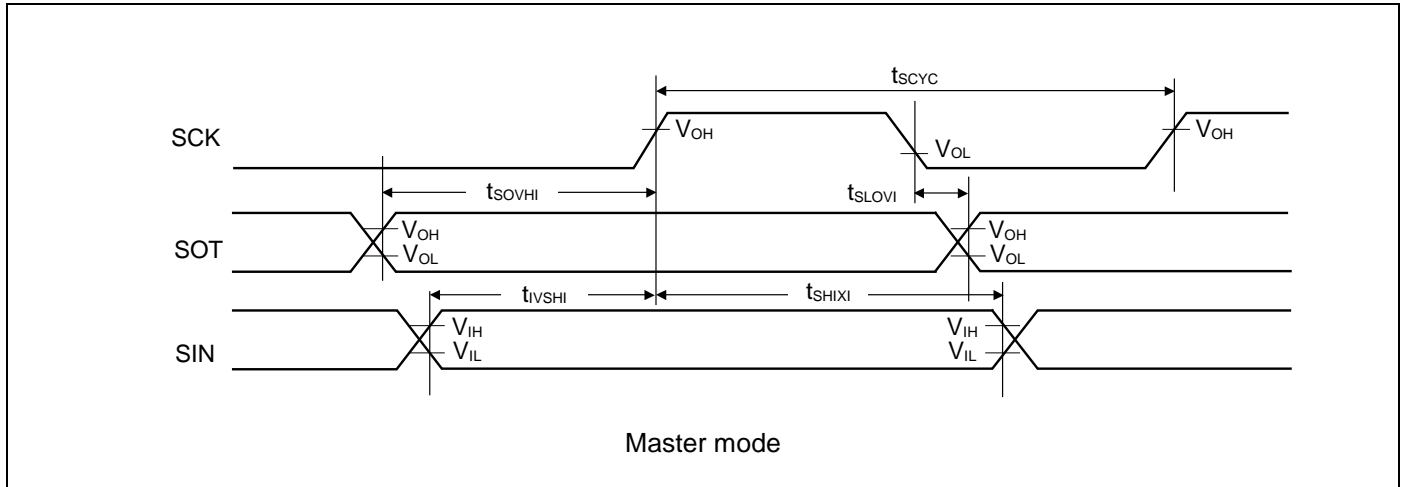 tSCYC
SCK
VOH
VOL
VOH
tSOVHI
tSLOVI
SOT
VOH
VOL
VOH
VOL
tIVSHI
tSHIXI
SIN
VIH
VIL
VIH
VIL
Master mode